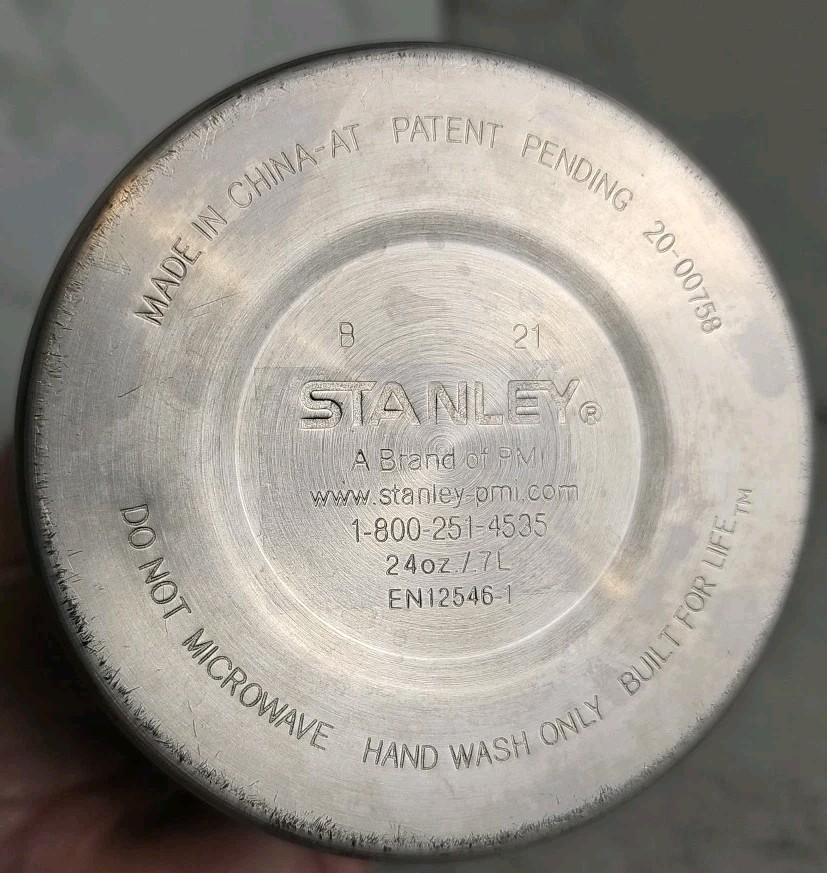 MADE IN CHINA-AT PATENT PENDING 20-00758
B 21
STANLEY®
A Brand of PMI
www.stanley-pmi.com
1-800-251-4535
24oz./.7L
EN12546-1
DO NOT MICROWAVE HAND WASH ONLY BUILT FOR LIFE™